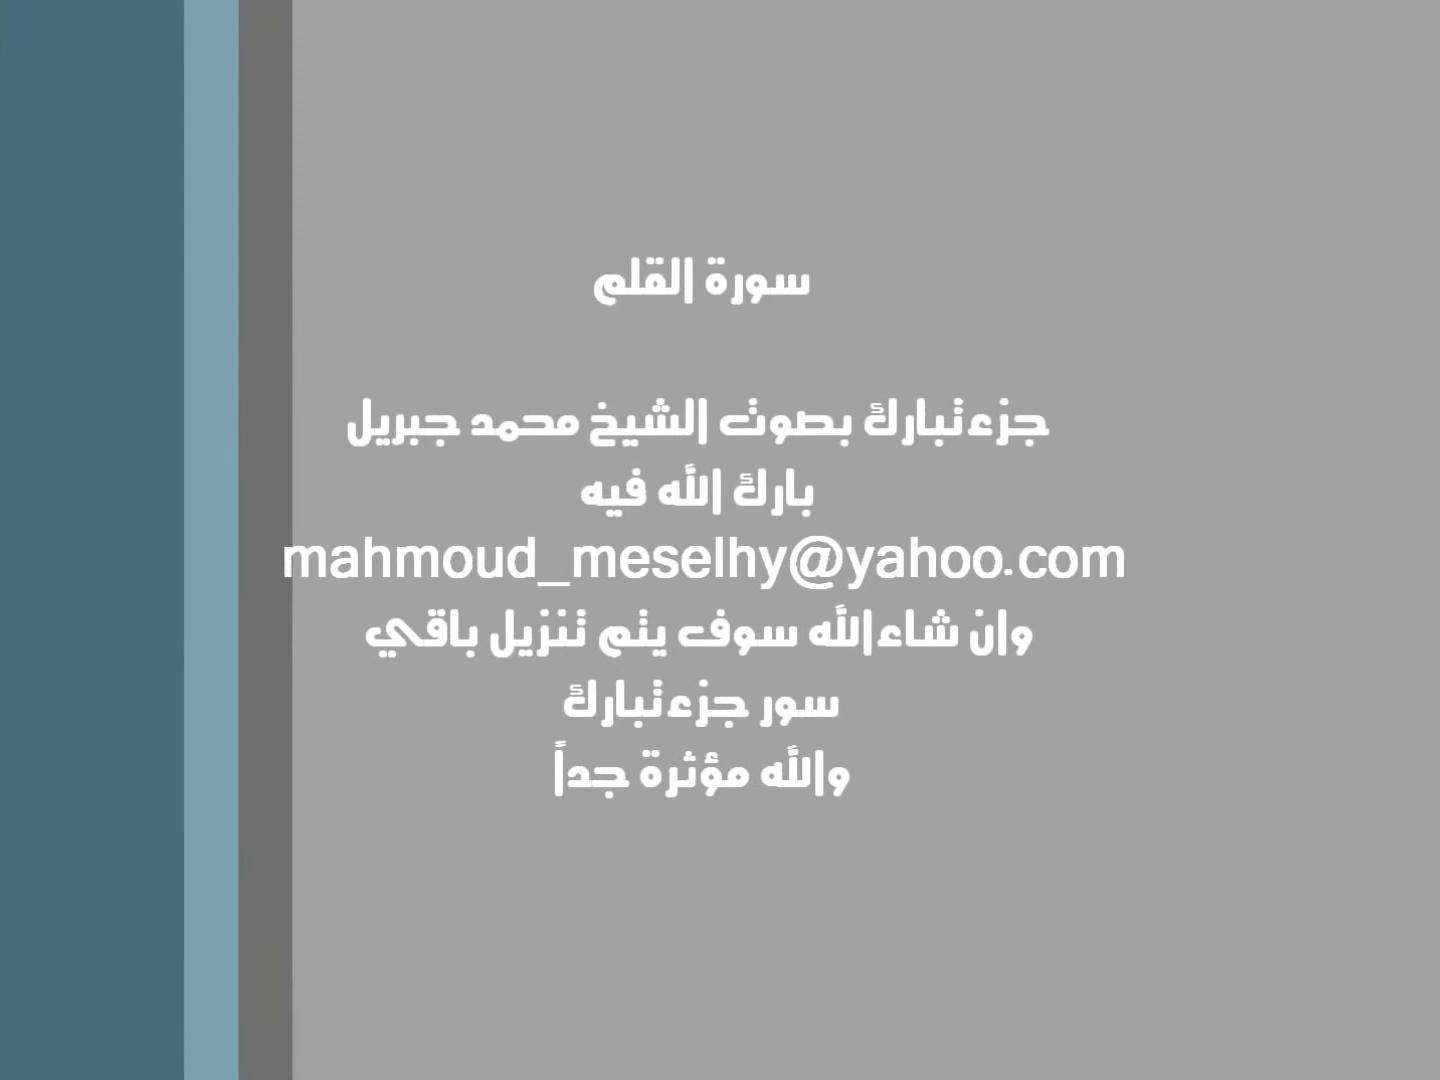 سورة القلم
جزء تبارك بصوت الشيخ محمد جبريل
بارك الله فيه
mahmoud_meselhy@yahoo.com
وإن شاء الله سوف يتم تنزيل باقي
سور جزء تبارك
والله مؤثرة جداً